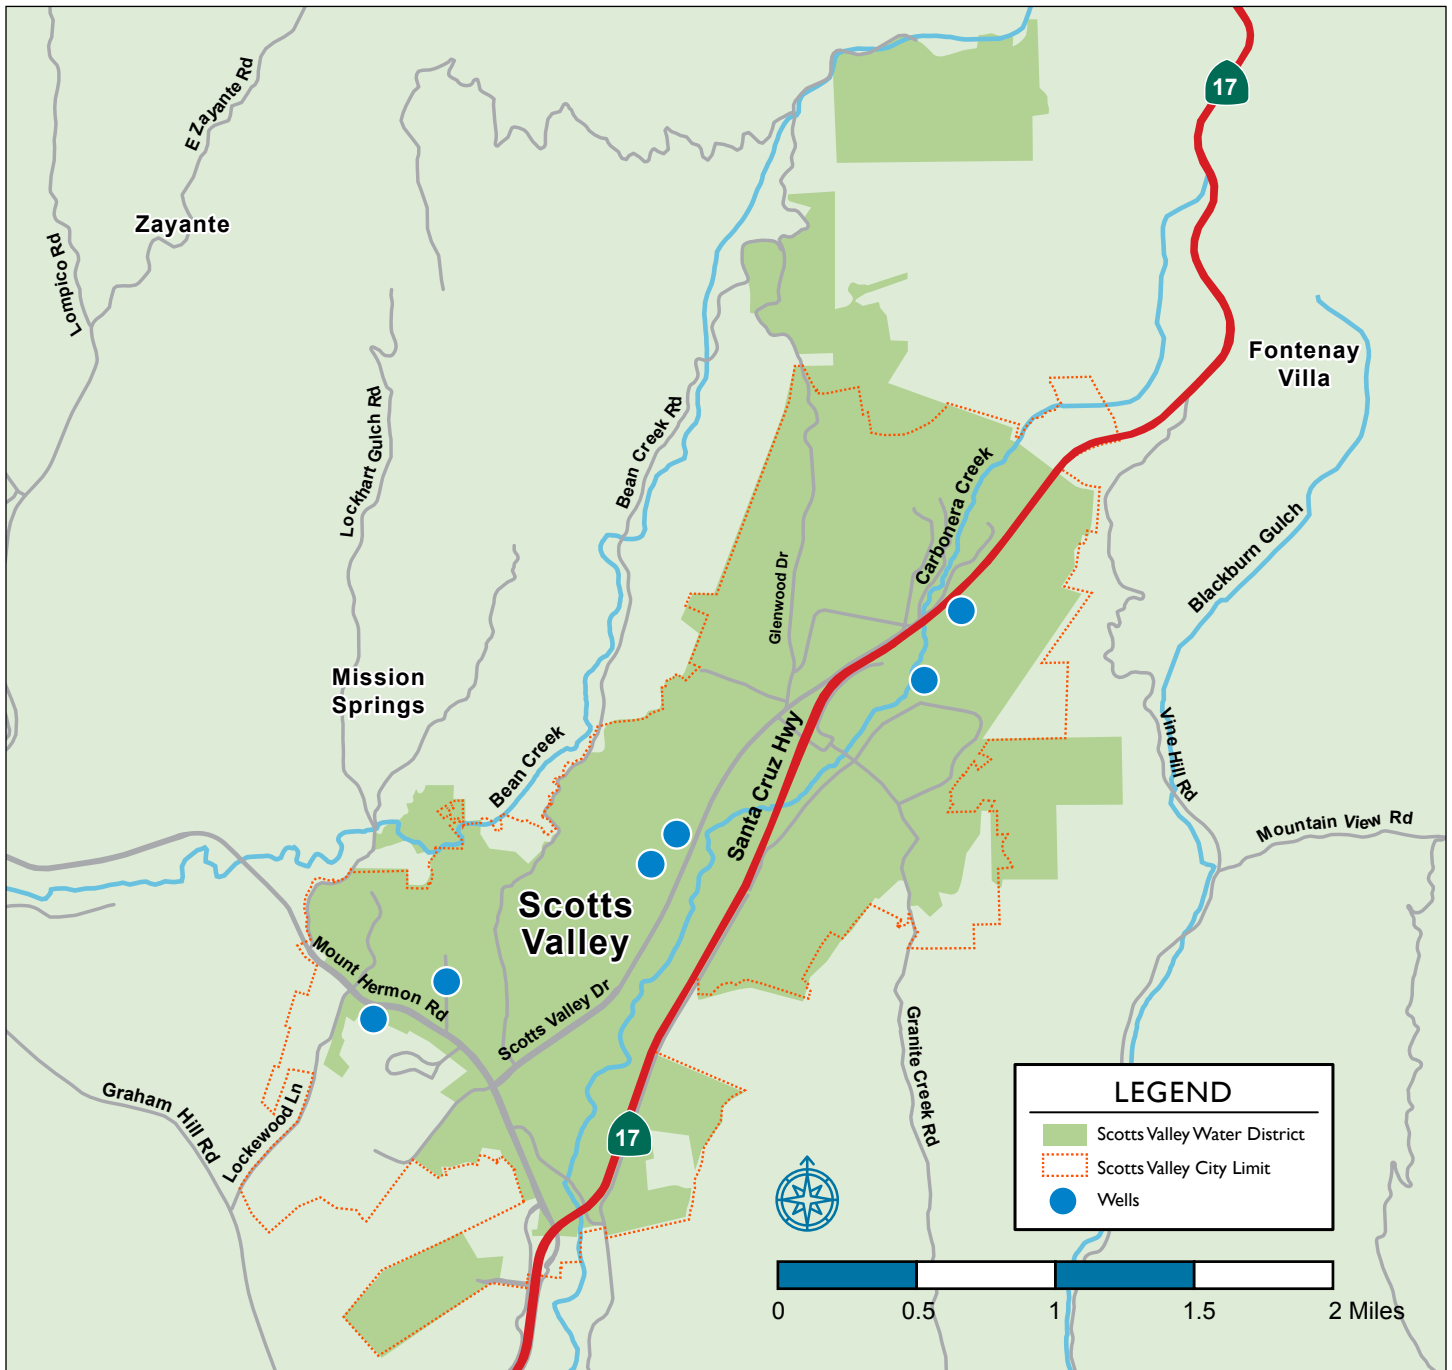 17
E Zayante Rd
Zayante
Lompico Rd
Fontenay
Villa
Lockhart Gulch Rd
Bean Creek Rd
Carbonera Creek
Blackburn Gulch
Glenwood Dr
Mission
Springs
Santa Cruz Hwy
Vine Hill Rd
Bean Creek
Mountain View Rd
Scotts
Valley
Mount Hermon Rd
Scotts Valley Dr
Granite Creek Rd
Graham Hill Rd
Lockewood Ln
17
LEGEND
Scotts Valley Water District
Scotts Valley City Limit
Wells
0 0.5 1 1.5 2 Miles